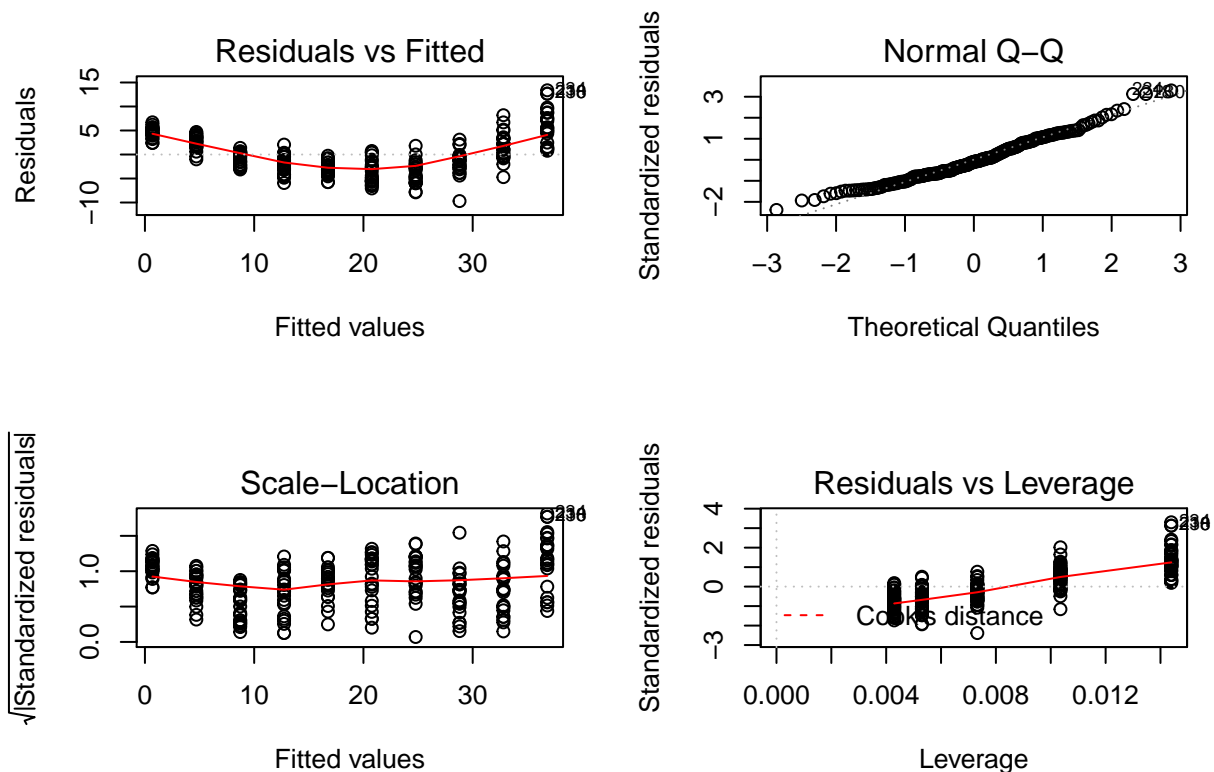 Residuals vs Fitted
Residuals
15
5
−10
0 10 20 30
Fitted values
Normal Q−Q
Standardized residuals
3
1
−2
−3 −2 −1 0 1 2 3
Theoretical Quantiles
Scale−Location
√|Standardized residuals|
1.0
0.0
0 10 20 30
Fitted values
Residuals vs Leverage
Standardized residuals
4
2
0
−3
234
Cook's distance
0.000 0.004 0.008 0.012
Leverage